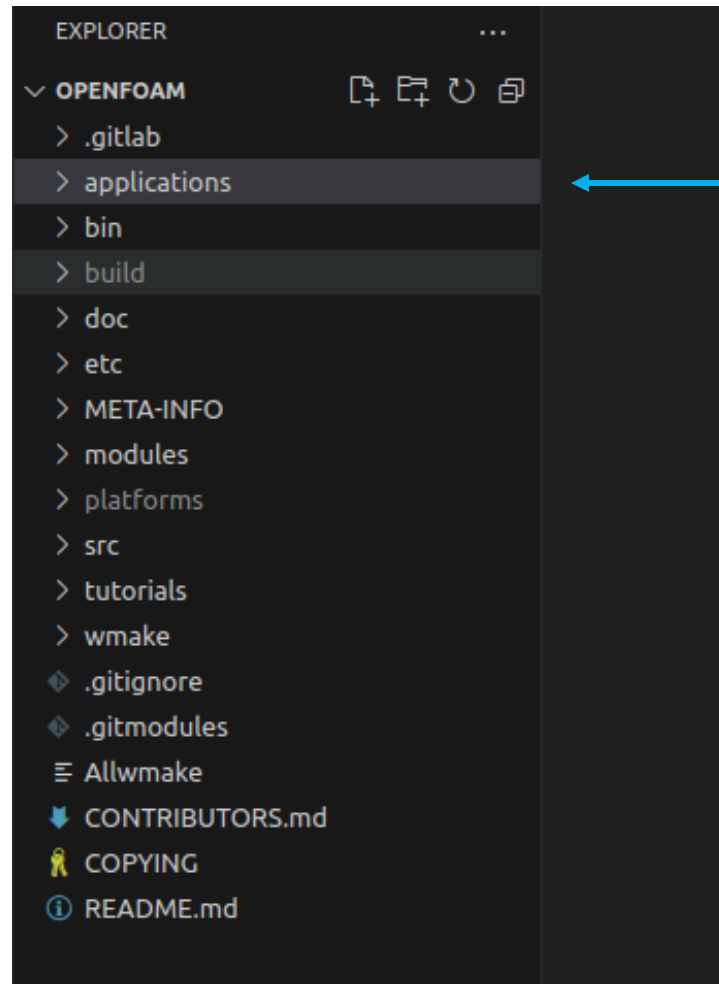 EXPLORER
OPENFOAM
.gitlab
applications
bin
build
doc
etc
META-INFO
modules
platforms
src
tutorials
wmake
.gitignore
.gitmodules
Allwmake
CONTRIBUTORS.md
COPYING
README.md